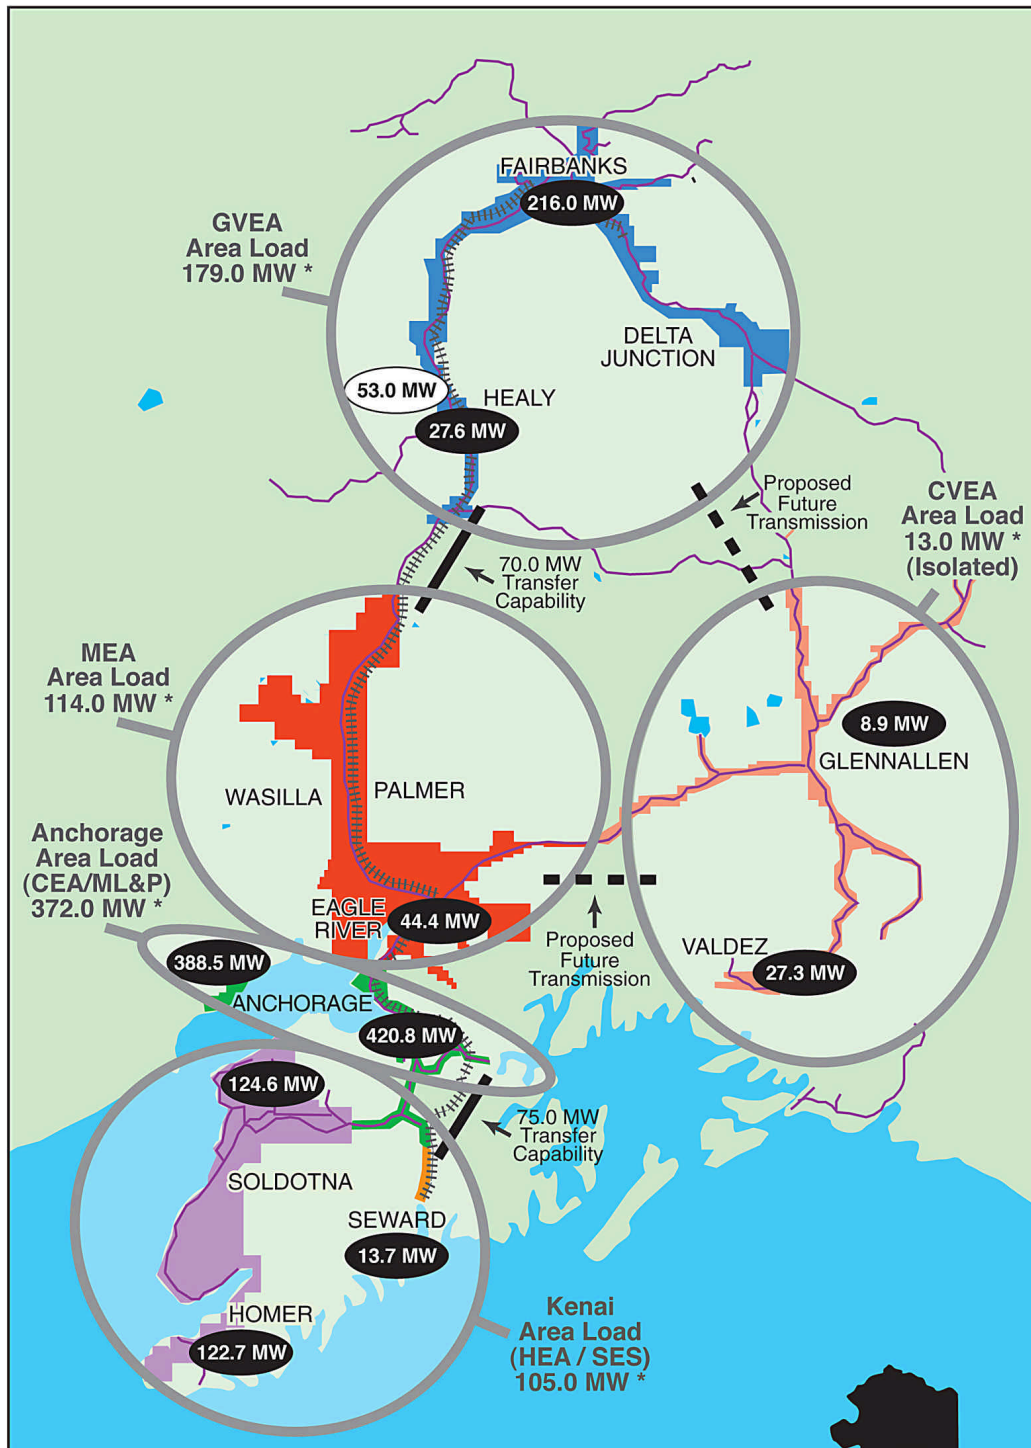 FAIRBANKS
216.0 MW
GVEA
Area Load
179.0 MW *
DELTA
JUNCTION
53.0 MW
HEALY
27.6 MW
Proposed
Future
Transmission
CVEA
Area Load
13.0 MW *
(Isolated)
70.0 MW
Transfer
Capability
MEA
Area Load
114.0 MW *
8.9 MW
GLENNALLEN
WASILLA
PALMER
Anchorage
Area Load
(CEA/ML&P)
372.0 MW *
EAGLE
RIVER
44.4 MW
Proposed
Future
Transmission
VALDEZ
27.3 MW
388.5 MW
ANCHORAGE
420.8 MW
124.6 MW
75.0 MW
Transfer
Capability
SOLDOTNA
SEWARD
13.7 MW
HOMER
122.7 MW
Kenai
Area Load
(HEA / SES)
105.0 MW *